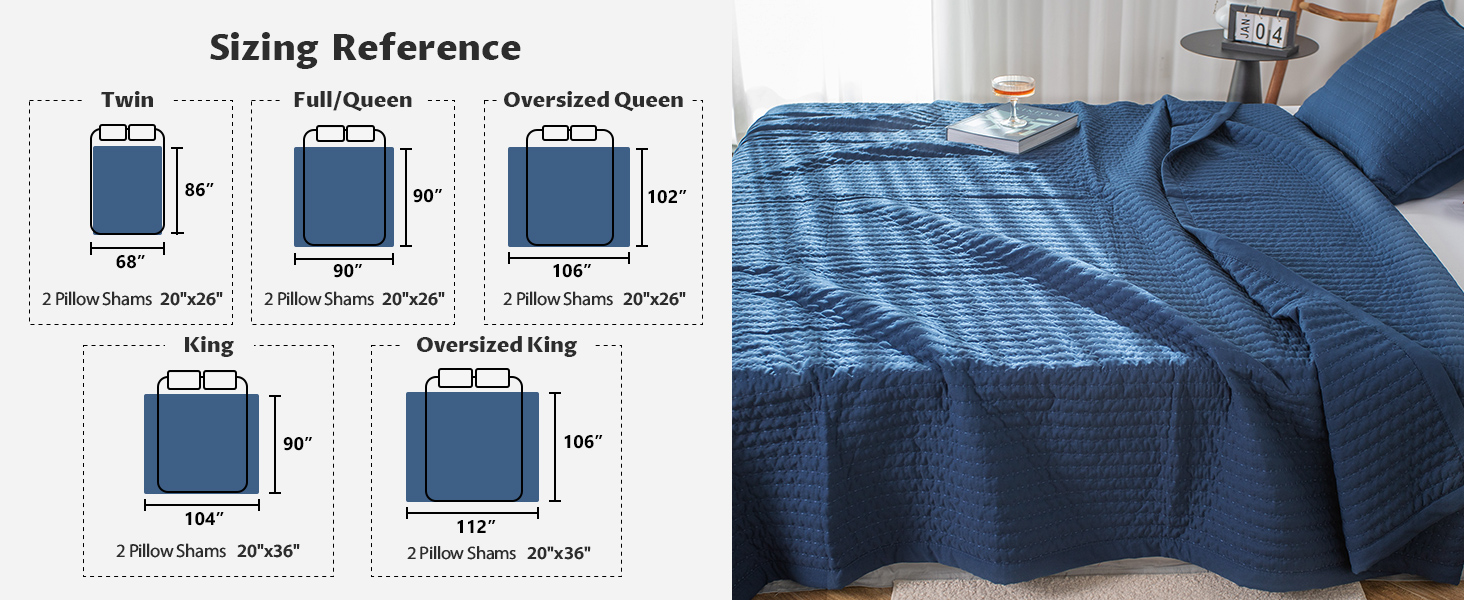 Sizing Reference
Twin
86”
68”
2 Pillow Shams 20"x26"
Full/Queen
90”
90”
2 Pillow Shams 20"x26"
Oversized Queen
102”
106”
2 Pillow Shams 20"x26"
King
90”
104”
2 Pillow Shams 20"x36"
Oversized King
106”
112”
2 Pillow Shams 20"x36"
JAN 04